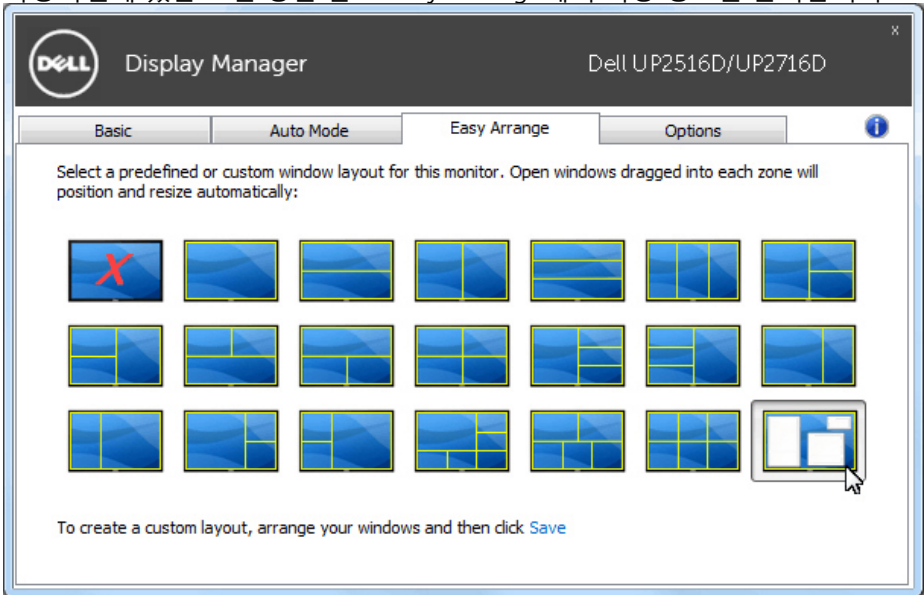 DELL
Display Manager
Dell UP2516D/UP2716D
x
Basic
Auto Mode
Easy Arrange
Options
i
Select a predefined or custom window layout for this monitor. Open windows dragged into each zone will
position and resize automatically:
X
To create a custom layout, arrange your windows and then click Save